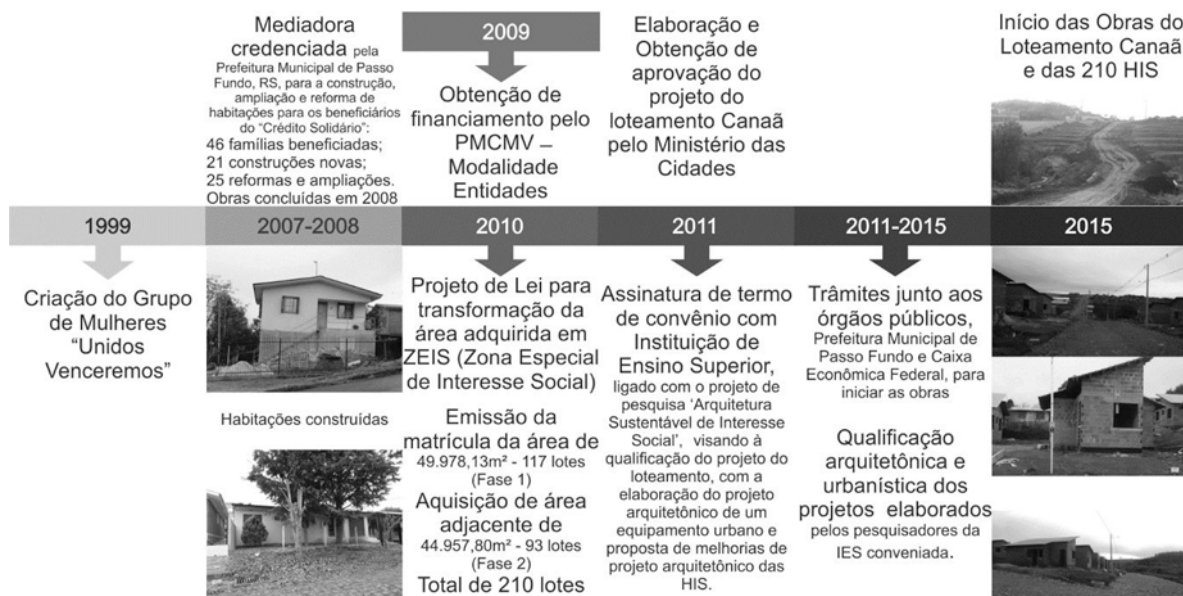 Mediadora
credenciada pela
Prefeitura Municipal de Passo
Fundo, RS, para a construção,
ampliação e reforma de
habitações para os beneficiários
do “Crédito Solidário”:
46 famílias beneficiadas;
21 construções novas;
25 reformas e ampliações.
Obras concluídas em 2008
2009
Obtenção de
financiamento pelo
PMCMV –
Modalidade
Entidades
Elaboração e
Obtenção de
aprovação do
projeto do
loteamento Canaã
pelo Ministério das
Cidades
Início das Obras do
Loteamento Canaã
e das 210 HIS
1999
2007-2008
2010
2011
2011-2015
2015
Criação do Grupo
de Mulheres
“Unidos
Venceremos”
Habitações construídas
Projeto de Lei para
transformação da
área adquirida em
ZEIS (Zona Especial
de Interesse Social)
Emissão da
matrícula da área de
49.978,13m² - 117 lotes
(Fase 1)
Aquisição de área
adjacente de
44.957,80m² - 93 lotes
(Fase 2)
Total de 210 lotes
Assinatura de termo
de convênio com
Instituição de
Ensino Superior,
ligado com o projeto de
pesquisa ‘Arquitetura
Sustentável de Interesse
Social’, visando à
qualificação do projeto do
loteamento, com a
elaboração do projeto
arquitetônico de um
equipamento urbano e
proposta de melhorias de
projeto arquitetônico das
HIS.
Trâmites junto aos
órgãos públicos,
Prefeitura Municipal de
Passo Fundo e Caixa
Econômica Federal, para
iniciar as obras
Qualificação
arquitetônica e
urbanística dos
projetos elaborados
pelos pesquisadores da
IES conveniada.